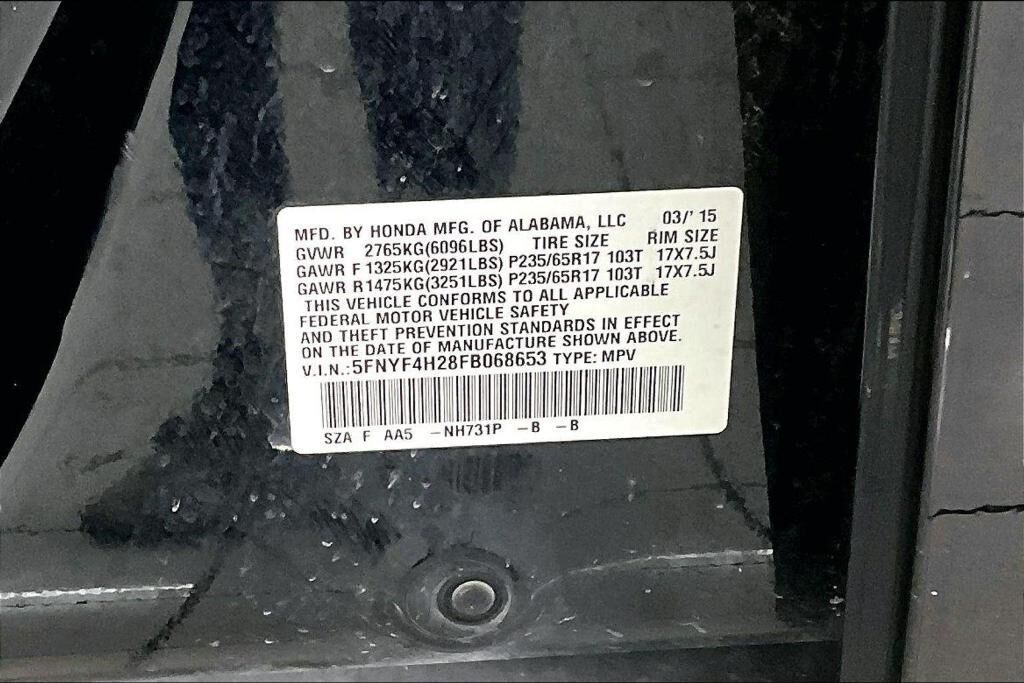 MFD. BY HONDA MFG. OF ALABAMA, LLC 03/' 15
GVWR 2765KG(6096LBS) TIRE SIZE RIM SIZE
GAWR F 1325KG(2921LBS) P235/65R17 103T 17X7.5J
GAWR R1475KG(3251LBS) P235/65R17 103T 17X7.5J
THIS VEHICLE CONFORMS TO ALL APPLICABLE
FEDERAL MOTOR VEHICLE SAFETY
AND THEFT PREVENTION STANDARDS IN EFFECT
ON THE DATE OF MANUFACTURE SHOWN ABOVE.
V.I.N.:5FNYF4H28FB068653 TYPE: MPV
SZA F AA5 -NH731P -B -B